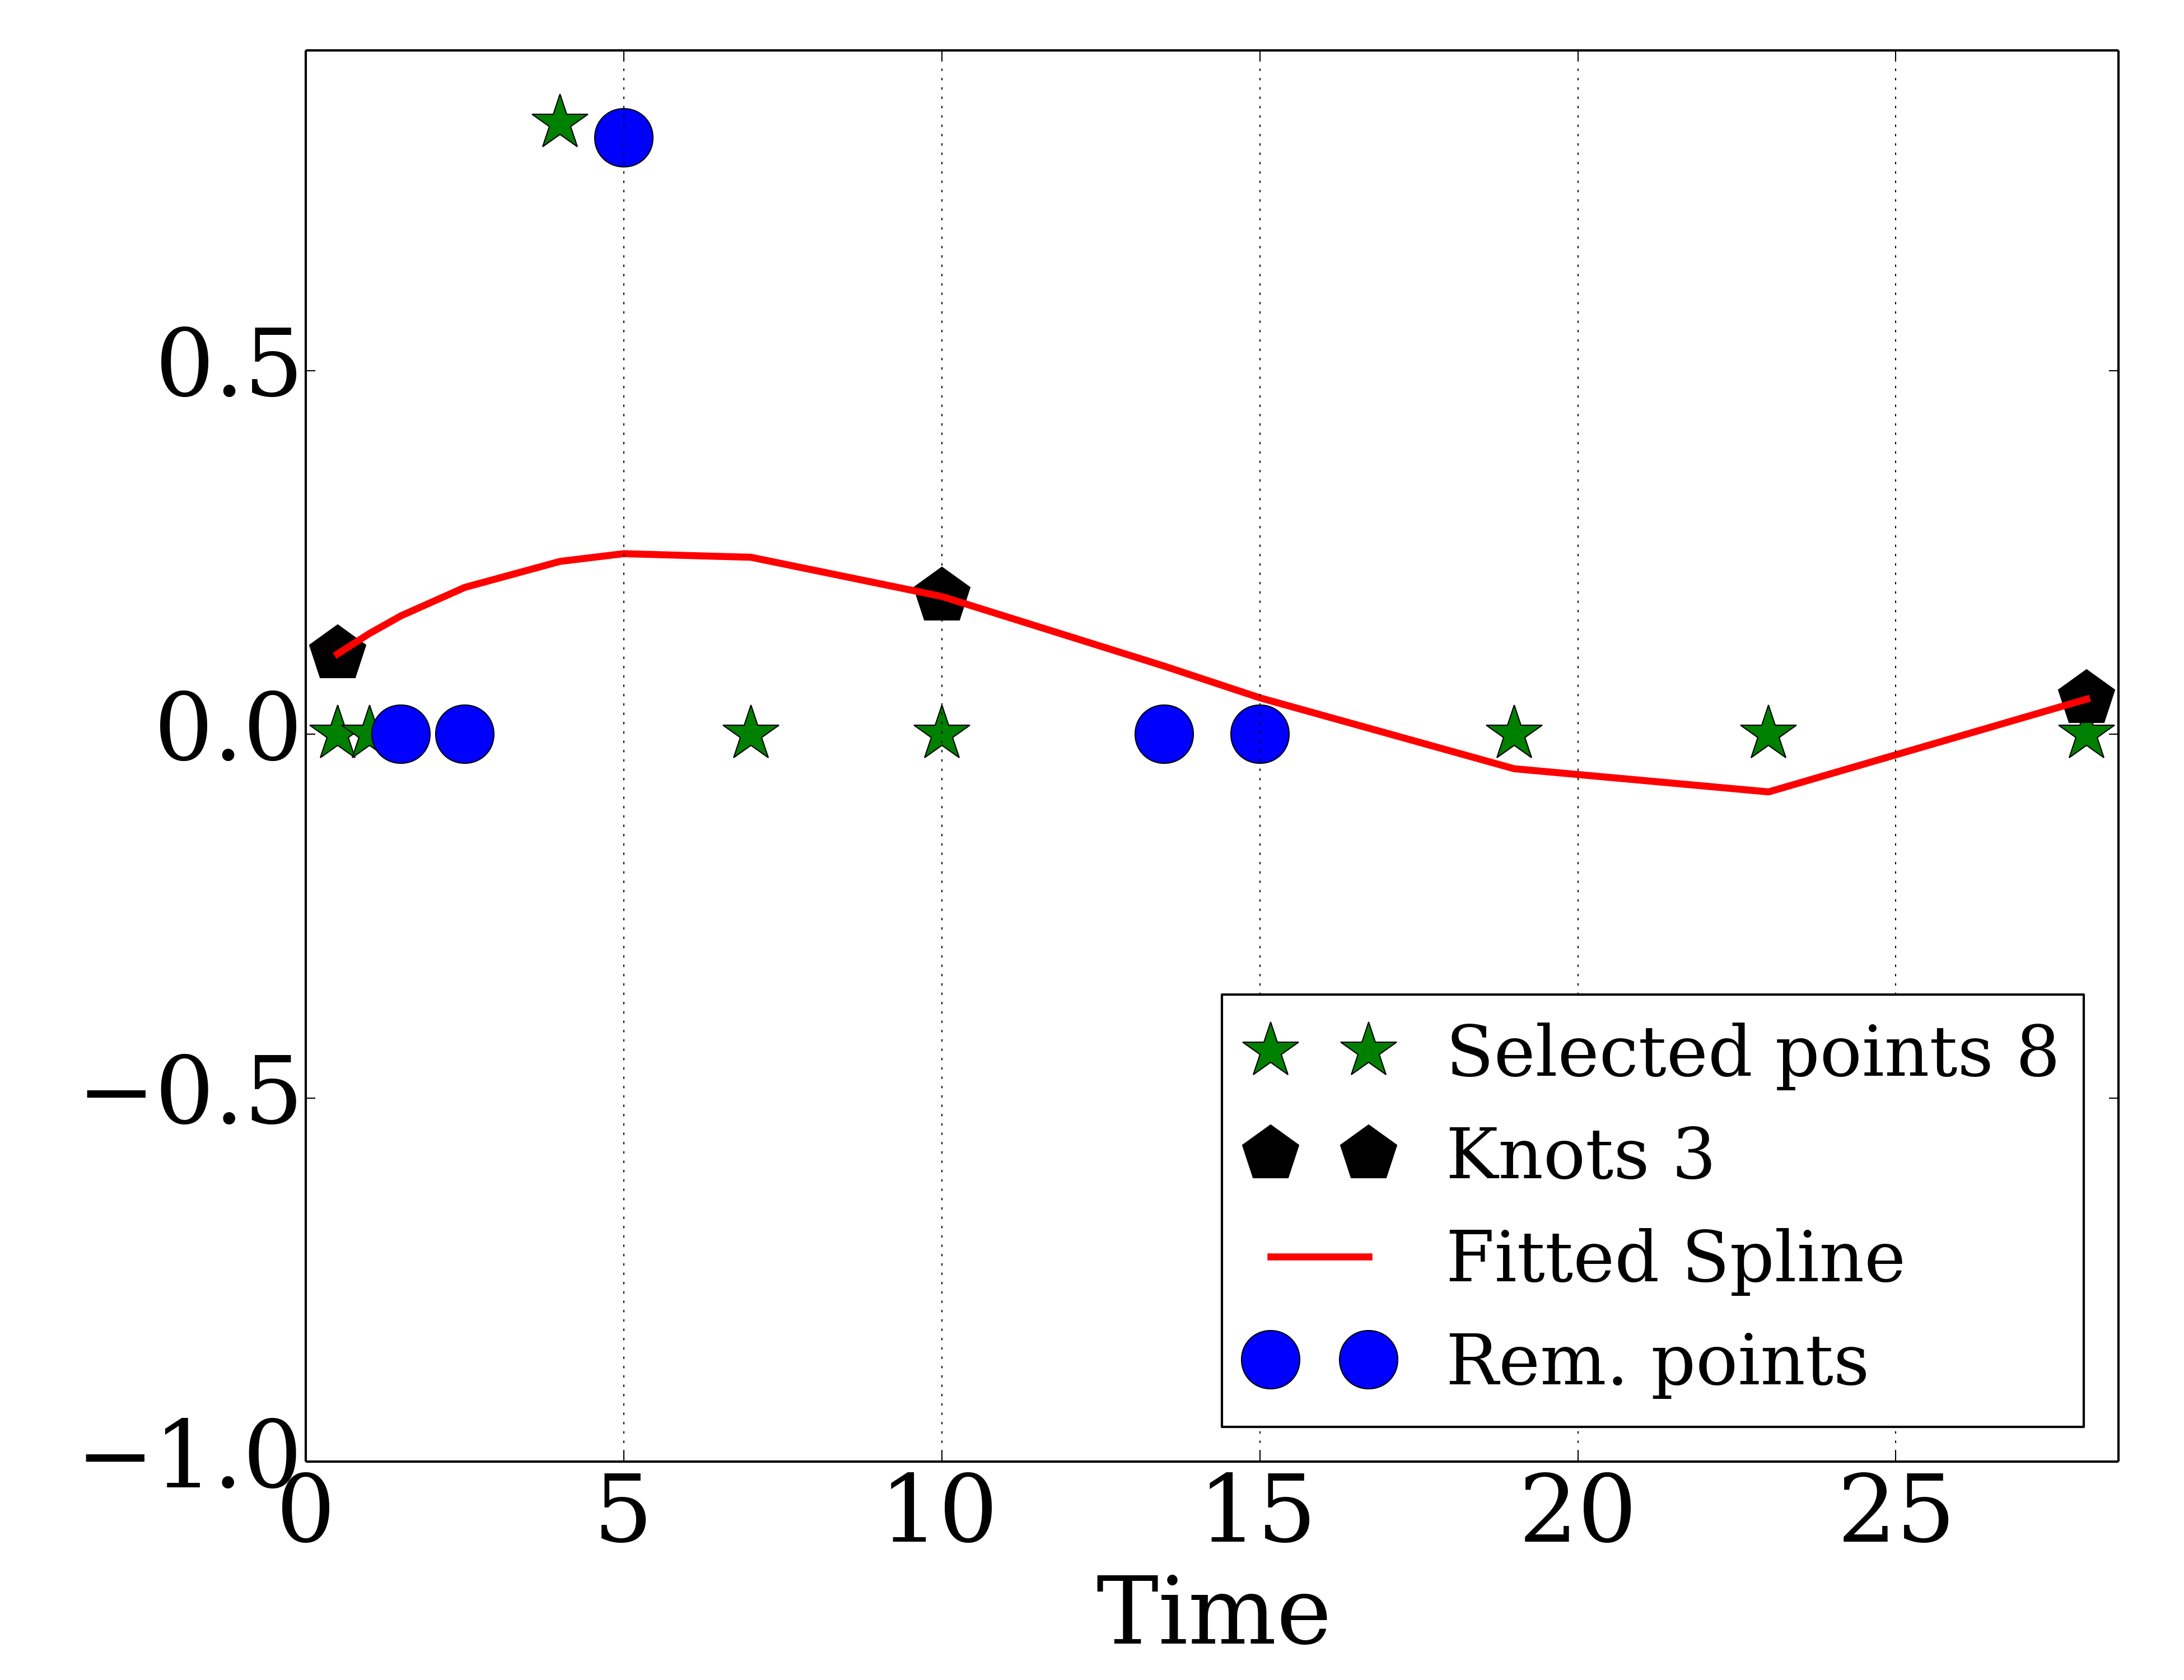 0.5
0.0
−0.5
−1.0
0 5 10 15 20 25
Time
Selected points 8
Knots 3
Fitted Spline
Rem. points